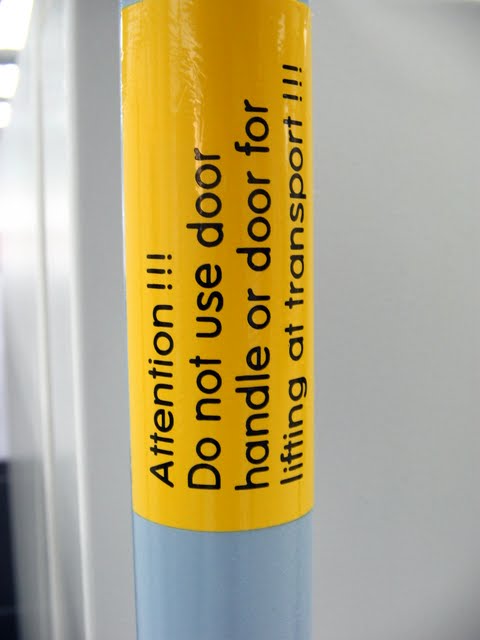 Attention !!!
Do not use door
handle or door for
lifting at transport !!!